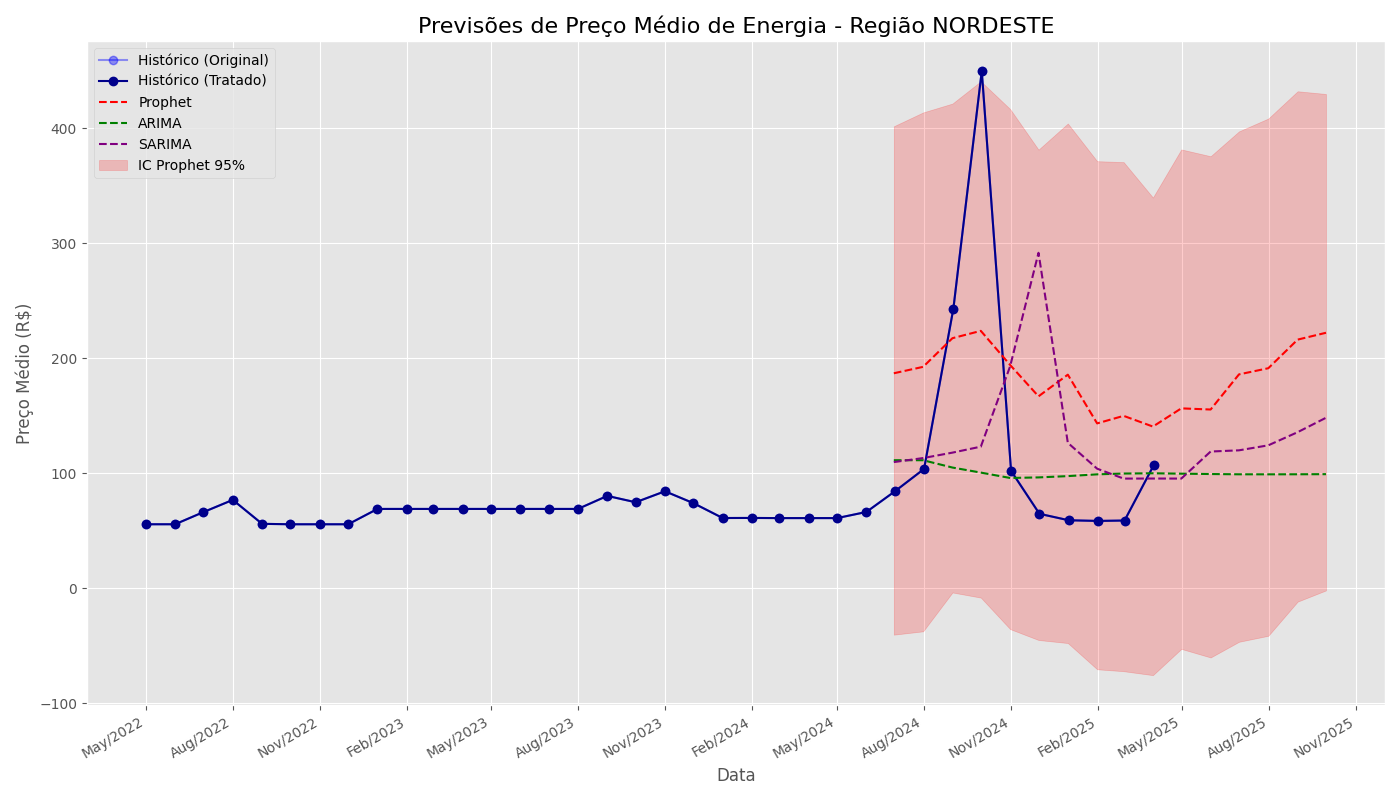 Previsões de Preço Médio de Energia - Região NORDESTE
Histórico (Original)
Histórico (Tratado)
Prophet
ARIMA
SARIMA
IC Prophet 95%
Preço Médio (R$)
400
300
200
100
0
−100
May/2022
Aug/2022
Nov/2022
Feb/2023
May/2023
Aug/2023
Nov/2023
Feb/2024
May/2024
Aug/2024
Nov/2024
Feb/2025
May/2025
Aug/2025
Nov/2025
Data